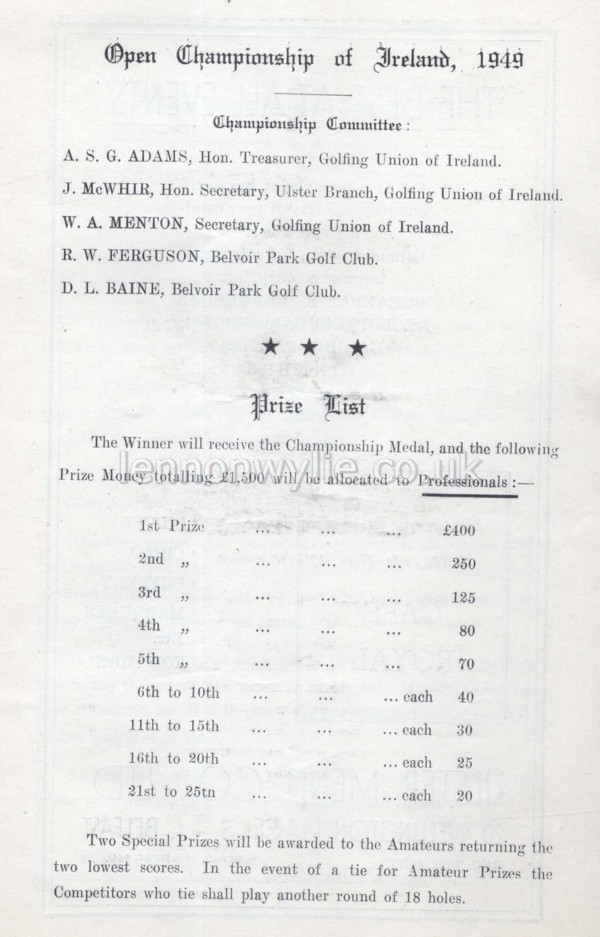 Open Championship of Ireland, 1949
Championship Committee:
A. S. G. ADAMS, Hon. Treasurer, Golfing Union of Ireland.
J. McWHIR, Hon. Secretary, Ulster Branch, Golfing Union of Ireland.
W. A. MENTON, Secretary, Golfing Union of Ireland.
R. W. FERGUSON, Belvoir Park Golf Club.
D. L. BAINE, Belvoir Park Golf Club.
★ ★ ★
Prize List
The Winner will receive the Championship Medal, and the following
lennonwylie.co.uk
Prize Money totalling £1,500 will be allocated to Professionals :—
1st Prize ... ... ... £400
2nd „ ... ... ... 250
3rd „ ... ... ... 125
4th „ ... ... ... 80
5th „ ... ... ... 70
6th to 10th ... ... ... each 40
11th to 15th ... ... ... each 30
16th to 20th ... ... ... each 25
21st to 25tn ... ... ... each 20
Two Special Prizes will be awarded to the Amateurs returning the
two lowest scores. In the event of a tie for Amateur Prizes the
Competitors who tie shall play another round of 18 holes.